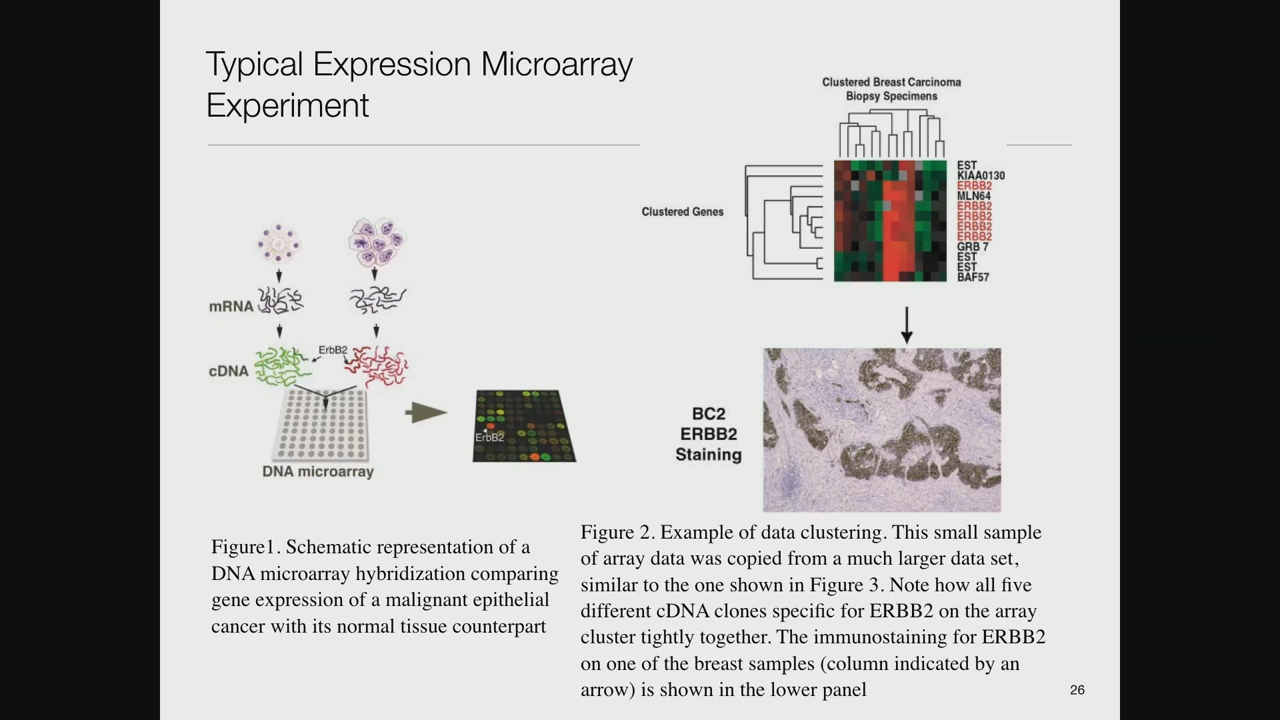 Typical Expression Microarray
Experiment
Clustered Breast Carcinoma
Biopsy Specimens
Clustered Genes
EST
KIAA0130
ERBB2
MLN64
ERBB2
ERBB2
ERBB2
ERBB2
GRB 7
EST
EST
BAF57
mRNA
ErbB2
cDNA
ErbB2
DNA microarray
BC2
ERBB2
Staining
Figure1. Schematic representation of a
DNA microarray hybridization comparing
gene expression of a malignant epithelial
cancer with its normal tissue counterpart
Figure 2. Example of data clustering. This small sample
of array data was copied from a much larger data set,
similar to the one shown in Figure 3. Note how all five
different cDNA clones specific for ERBB2 on the array
cluster tightly together. The immunostaining for ERBB2
on one of the breast samples (column indicated by an
arrow) is shown in the lower panel
26